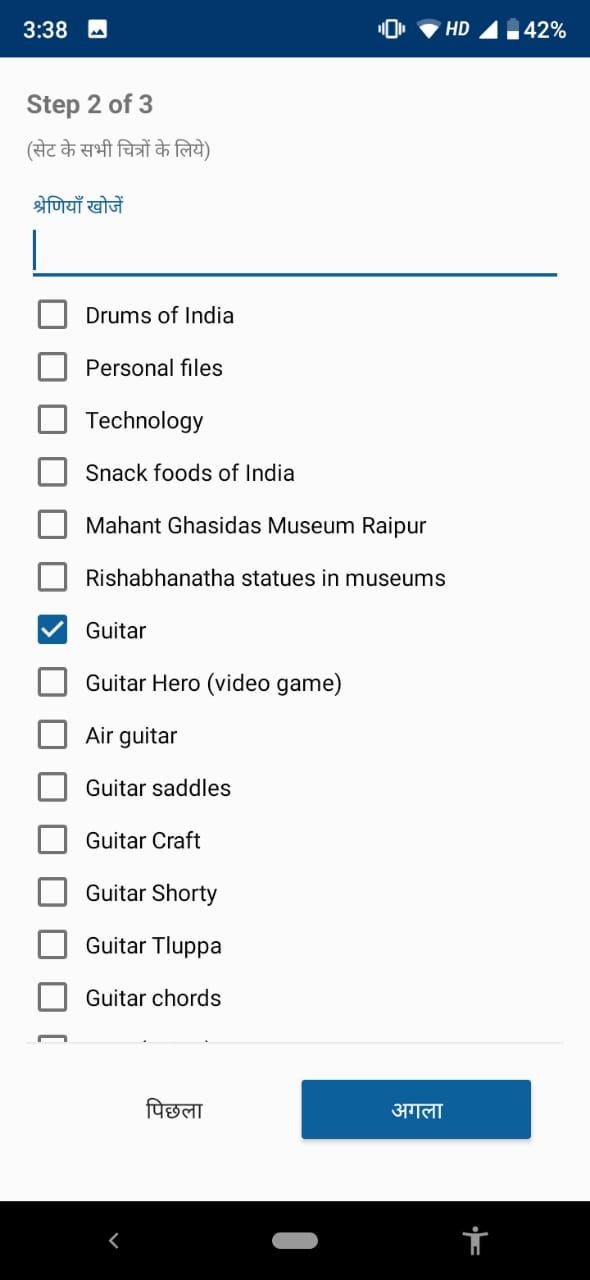 3:38
HD
42%
Step 2 of 3
(सेट के सभी चित्रों के लिये)
श्रेणियाँ खोजें
Drums of India
Personal files
Technology
Snack foods of India
Mahant Ghasidas Museum Raipur
Rishabhanatha statues in museums
Guitar
Guitar Hero (video game)
Air guitar
Guitar saddles
Guitar Craft
Guitar Shorty
Guitar Tluppa
Guitar chords
पिछला
अगला